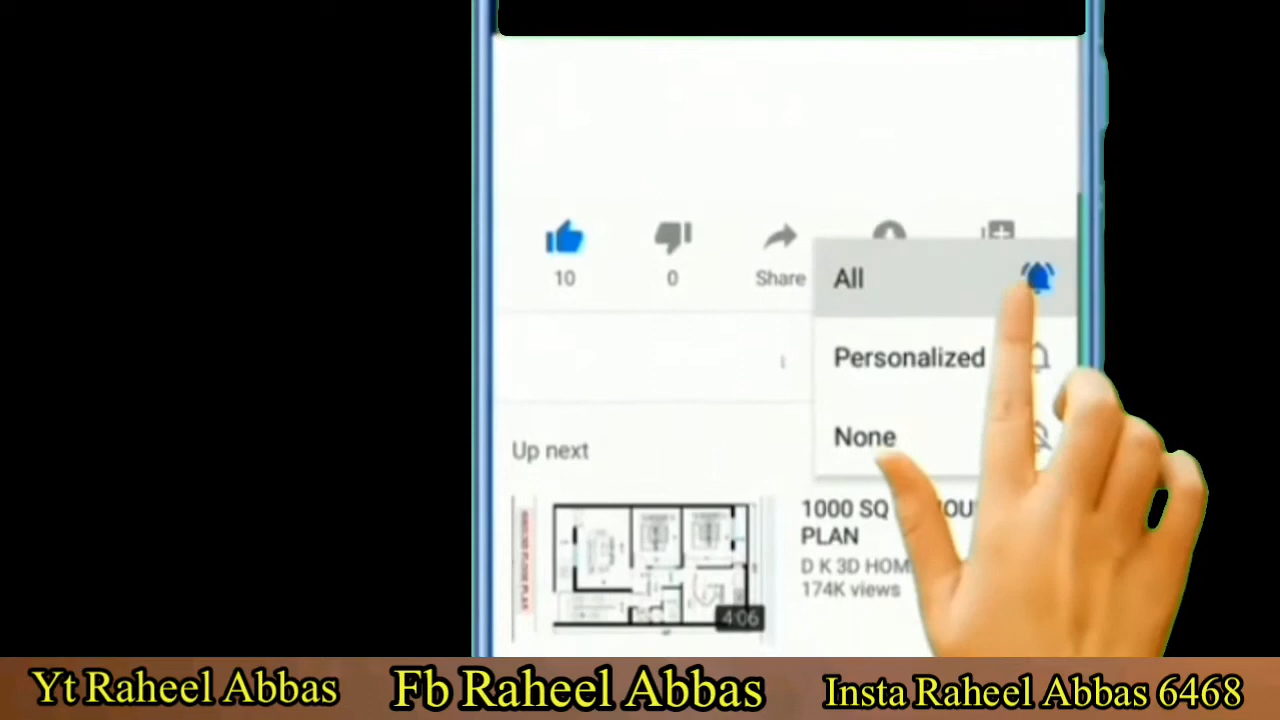 10
0
Share
All
Personalized
None
Up next
1000 SQ
PLAN
D K 3D HOM
174K views
4:06
Yt Raheel Abbas
Fb Raheel Abbas
Insta Raheel Abbas 6468